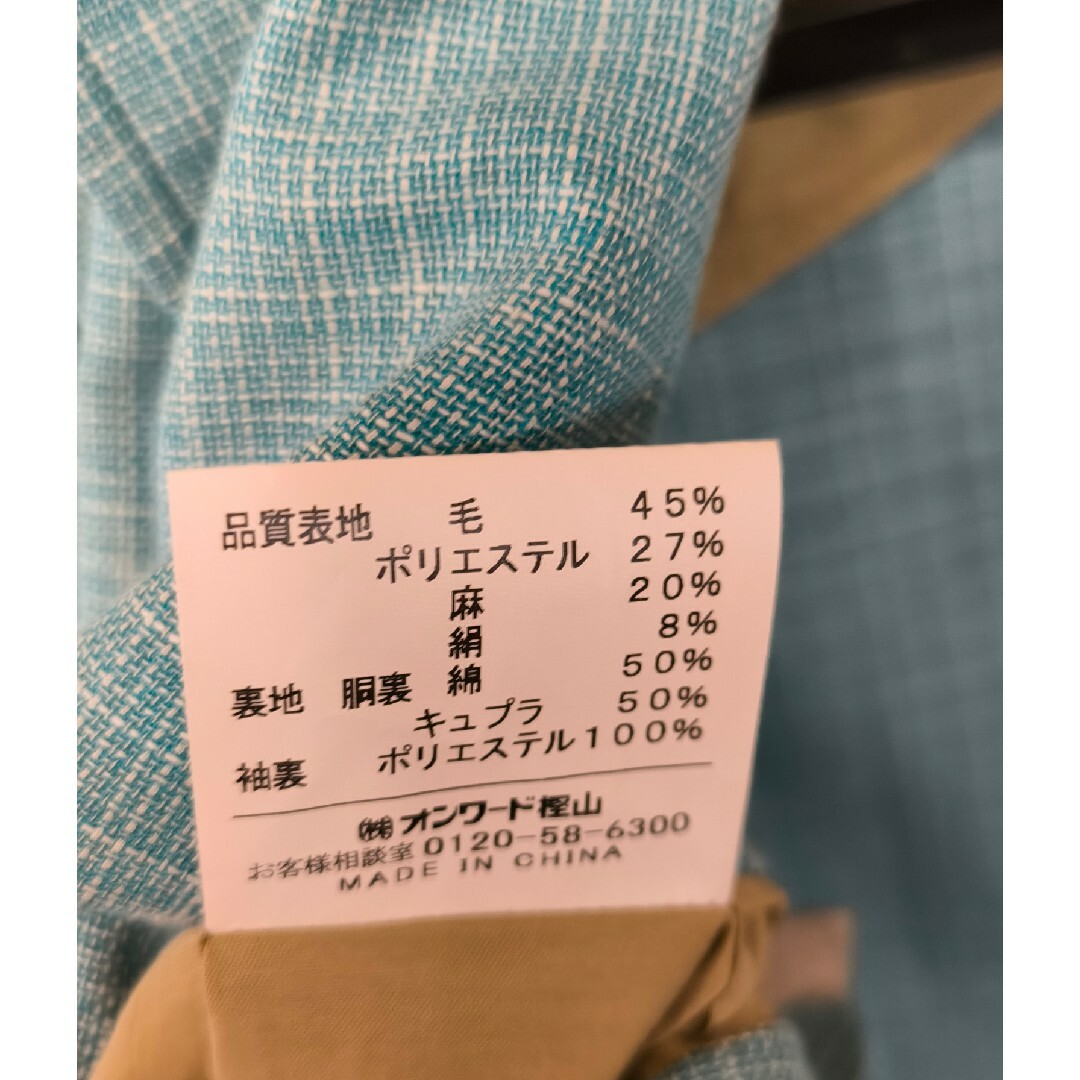 品質表地 毛 45%
ポリエステル 27%
麻 20%
絹 8%
裏地 胴裏 綿 50%
キュプラ 50%
袖裏 ポリエステル100%
㈱オンワード樫山
お客様相談室 0120-58-6300
MADE IN CHINA